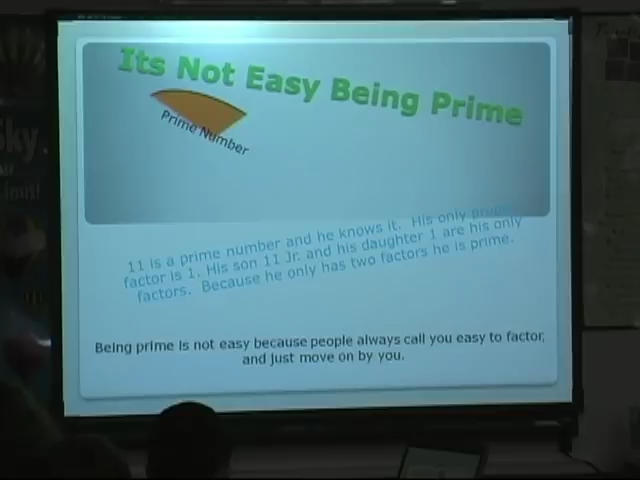 Its Not Easy Being Prime
Prime Number
11 is a prime number and he knows it. His only proper
factor is 1. His son 11 Jr. and his daughter 1 are his only
factors. Because he only has two factors he is prime.
Being prime is not easy because people always call you easy to factor,
and just move on by you.
sky.